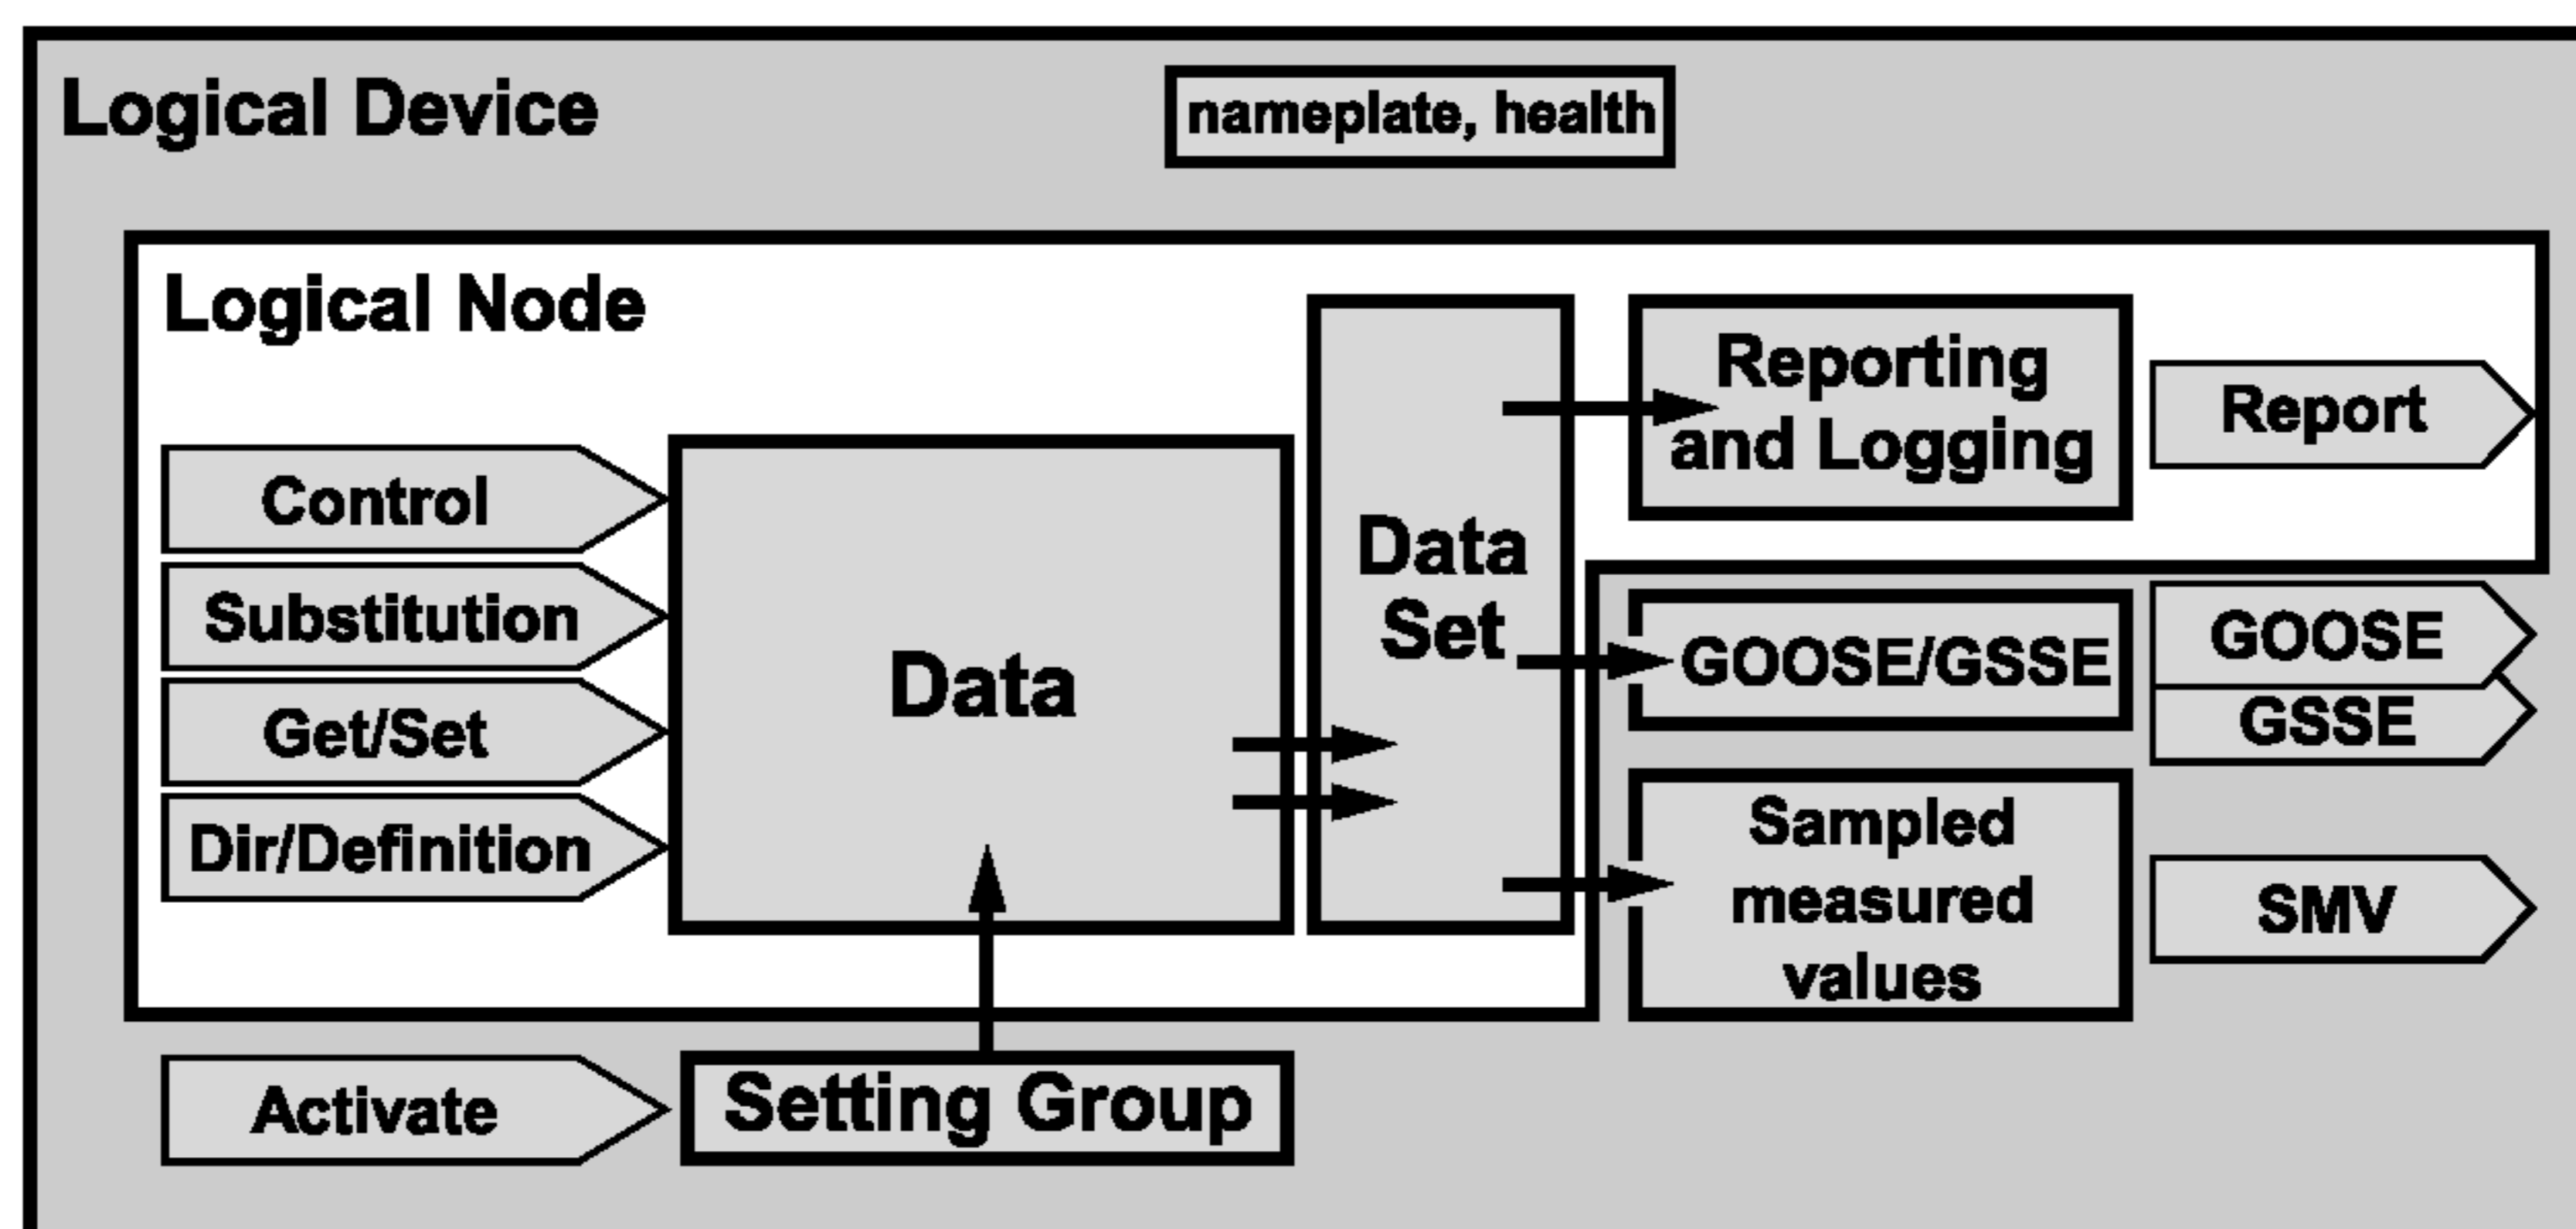 Logical Device
nameplate, health
Logical Node
Control
Substitution
Get/Set
Dir/Definition
Data
Data
Set
Reporting
and Logging
Report
GOOSE/GSSE
GOOSE
GSSE
Sampled
measured
values
SMV
Activate
Setting Group